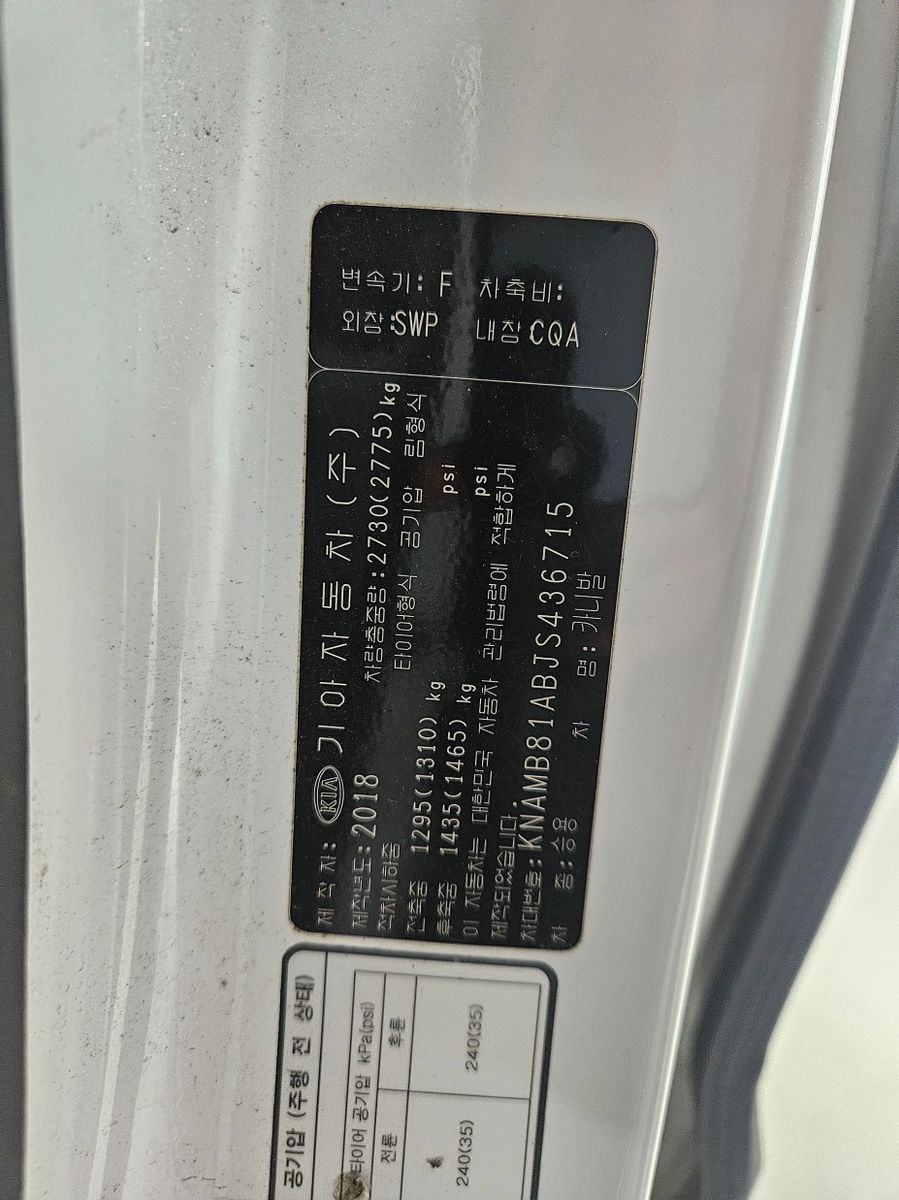 제 작 자: KIA 기아자동차(주)
제작년도:2018 차량총중량:2730(2775)kg
적차시하중 타이어형식 공기압 림형식
전축중 1295(1310) kg psi
후축중 1435(1465) kg psi
이 자동차는 대한민국 자동차 관리법령에 적합하게
제작되었습니다.
차대번호:KNAMB81ABJS436715
차 종:승용 차 명:카니발
변속기: F 차축비:
외장:SWP 내장:CQA
공기압 (주행 전 상태)
타이어 공기압 kPa(psi)
전륜 후륜
240(35) 240(35)